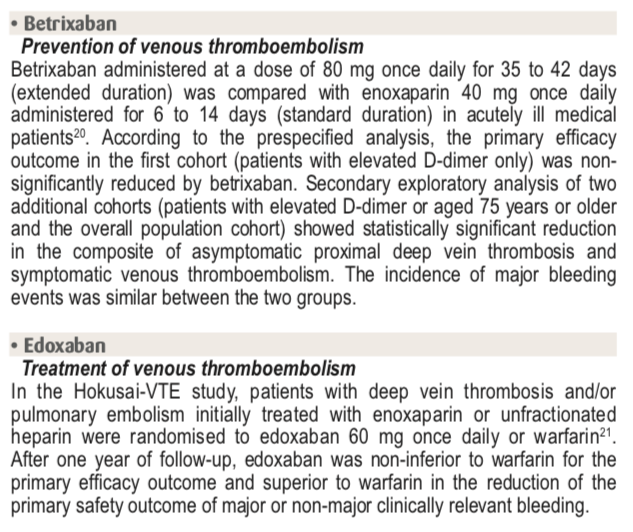 • Betrixaban
Prevention of venous thromboembolism
Betrixaban administered at a dose of 80 mg once daily for 35 to 42 days
(extended duration) was compared with enoxaparin 40 mg once daily
administered for 6 to 14 days (standard duration) in acutely ill medical
patients²⁰. According to the prespecified analysis, the primary efficacy
outcome in the first cohort (patients with elevated D-dimer only) was non-
significantly reduced by betrixaban. Secondary exploratory analysis of two
additional cohorts (patients with elevated D-dimer or aged 75 years or older
and the overall population cohort) showed statistically significant reduction
in the composite of asymptomatic proximal deep vein thrombosis and
symptomatic venous thromboembolism. The incidence of major bleeding
events was similar between the two groups.
• Edoxaban
Treatment of venous thromboembolism
In the Hokusai-VTE study, patients with deep vein thrombosis and/or
pulmonary embolism initially treated with enoxaparin or unfractionated
heparin were randomised to edoxaban 60 mg once daily or warfarin²¹.
After one year of follow-up, edoxaban was non-inferior to warfarin for the
primary efficacy outcome and superior to warfarin in the reduction of the
primary safety outcome of major or non-major clinically relevant bleeding.